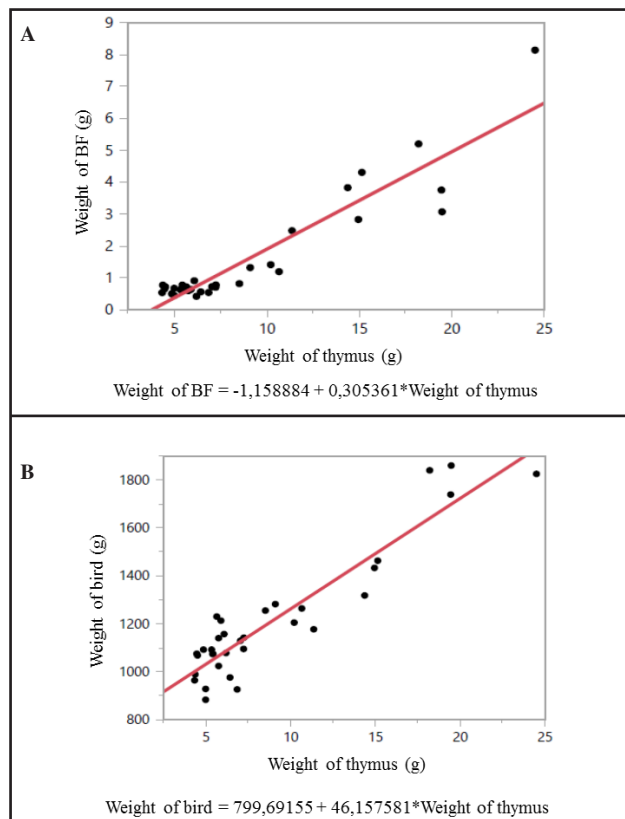 A
9
8
7
6
5
4
3
2
1
0
Weight of BF (g)
5 10 15 20 25
Weight of thymus (g)
Weight of BF = -1,158884 + 0,305361*Weight of thymus
B
1800
1600
1400
1200
1000
800
Weight of bird (g)
5 10 15 20 25
Weight of thymus (g)
Weight of bird = 799,69155 + 46,157581*Weight of thymus